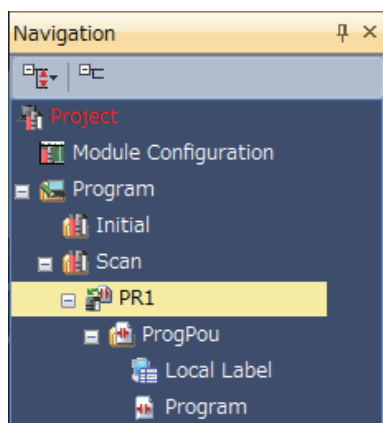 Navigation
Project
Module Configuration
Program
Initial
Scan
PR1
ProgPou
Local Label
Program